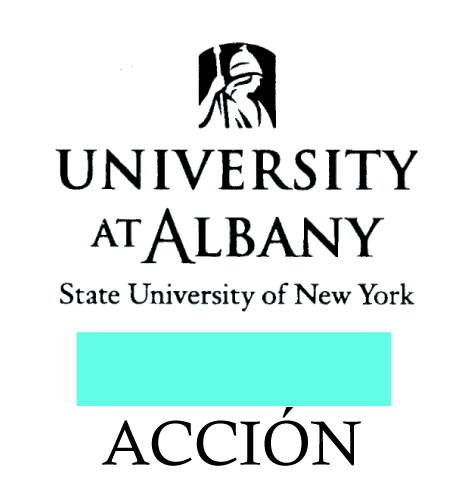 UNIVERSITY
AT ALBANY
State University of New York
ACCIÓN